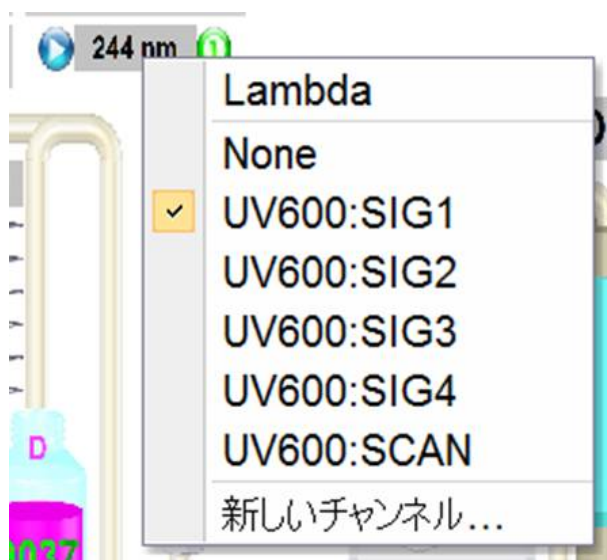 244 nm 1
Lambda
None
UV600:SIG1
UV600:SIG2
UV600:SIG3
UV600:SIG4
UV600:SCAN
新しいチャンネル...
D